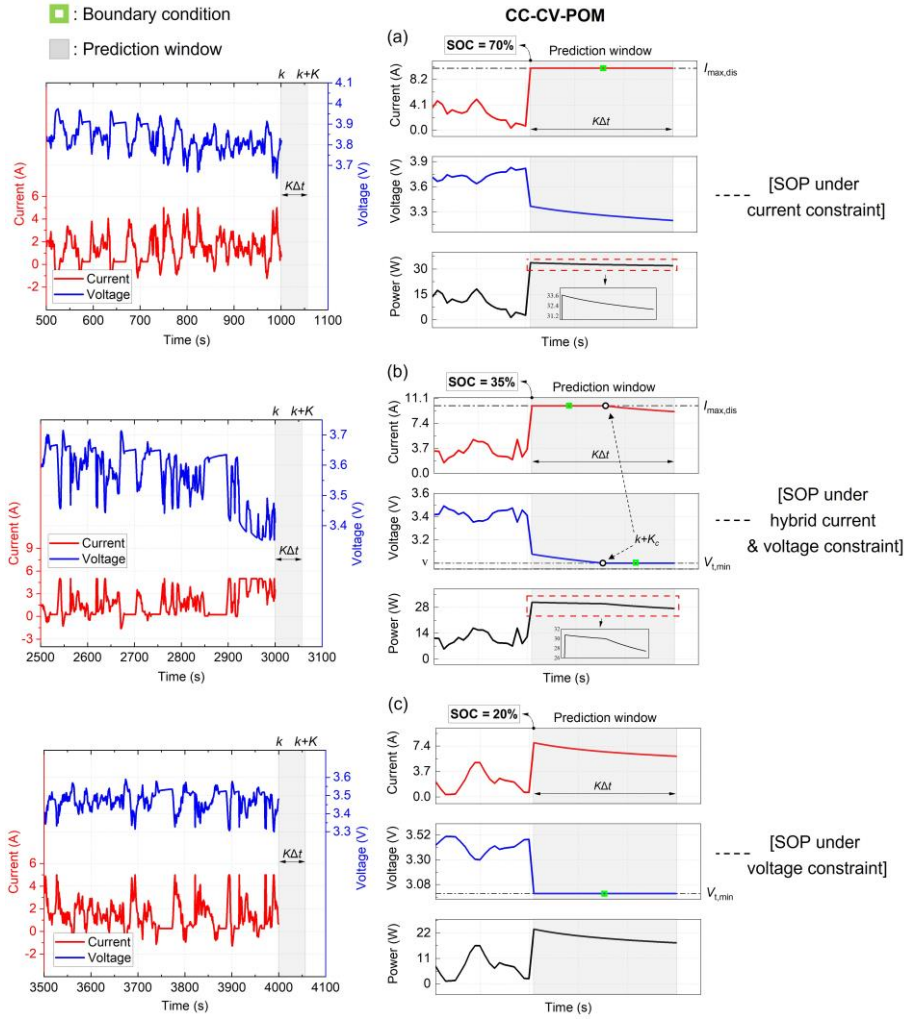 : Boundary condition
: Prediction window
CC-CV-POM
(a)
SOC = 70%
Prediction window
k k+K
4.1
4
3.9
3.8
3.7
Voltage (V)
6
4
2
0
-2
Current (A)
KΔt
Current
Voltage
500 600 700 800 900 1000 1100
Time (s)
8.2
4.1
0.0
Current (A)
I max,dis
KΔt
3.9
3.6
3.3
Voltage (V)
30
15
0
Power (W)
33.6
32.4
31.2
Time (s)
[SOP under
current constraint]
(b)
SOC = 35%
Prediction window
k k+K
3.7
3.6
3.5
3.4
Voltage (V)
9
6
3
0
-3
Current (A)
KΔt
Current
Voltage
2500 2600 2700 2800 2900 3000 3100
Time (s)
11.1
7.4
3.7
0.0
Current (A)
I max,dis
KΔt
3.6
3.4
3.2
v
Voltage (V)
k+K c
V t,min
28
14
0
Power (W)
32
30
28
26
Time (s)
[SOP under
hybrid current
& voltage constraint]
(c)
SOC = 20%
Prediction window
k k+K
3.6
3.5
3.4
3.3
Voltage (V)
6
4
2
0
-2
Current (A)
KΔt
Current
Voltage
3500 3600 3700 3800 3900 4000 4100
Time (s)
7.4
3.7
0.0
Current (A)
KΔt
3.52
3.30
3.08
Voltage (V)
V t,min
22
11
0
Power (W)
Time (s)
[SOP under
voltage constraint]